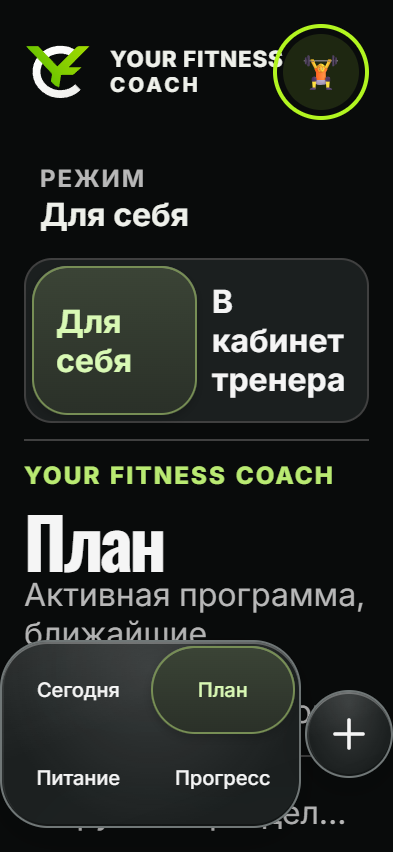 YOUR FITNESS
COACH
РЕЖИМ
Для себя
Для
себя
В
кабинет
тренера
YOUR FITNESS COACH
План
Активная программа,
ближайшие
Сегодня
План
Питание
Прогресс